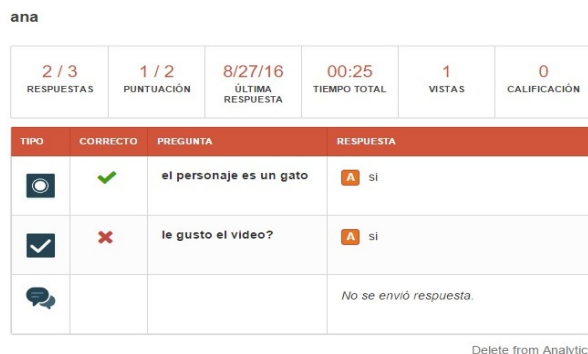 ana
2 / 3
RESPUESTAS
1 / 2
PUNTUACIÓN
8/27/16
ÚLTIMA
RESPUESTA
00:25
TIEMPO TOTAL
1
VISTAS
0
CALIFICACIÓN
TIPO CORRECTO PREGUNTA RESPUESTA
el personaje es un gato A si
le gusto el video? A si
No se envió respuesta.
Delete from Analytic